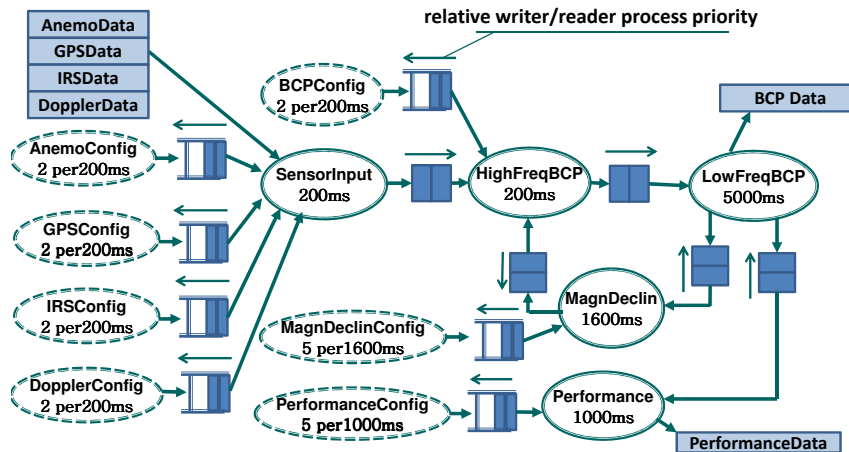 relative writer/reader process priority
AnemoData
GPSData
IRSData
DopplerData
BCPConfig
2 per200ms
BCP Data
AnemoConfig
2 per200ms
SensorInput
200ms
HighFreqBCP
200ms
LowFreqBCP
5000ms
GPSConfig
2 per200ms
IRSConfig
2 per200ms
MagnDeclin
1600ms
MagnDeclinConfig
5 per1600ms
DopplerConfig
2 per200ms
PerformanceConfig
5 per1000ms
Performance
1000ms
PerformanceData